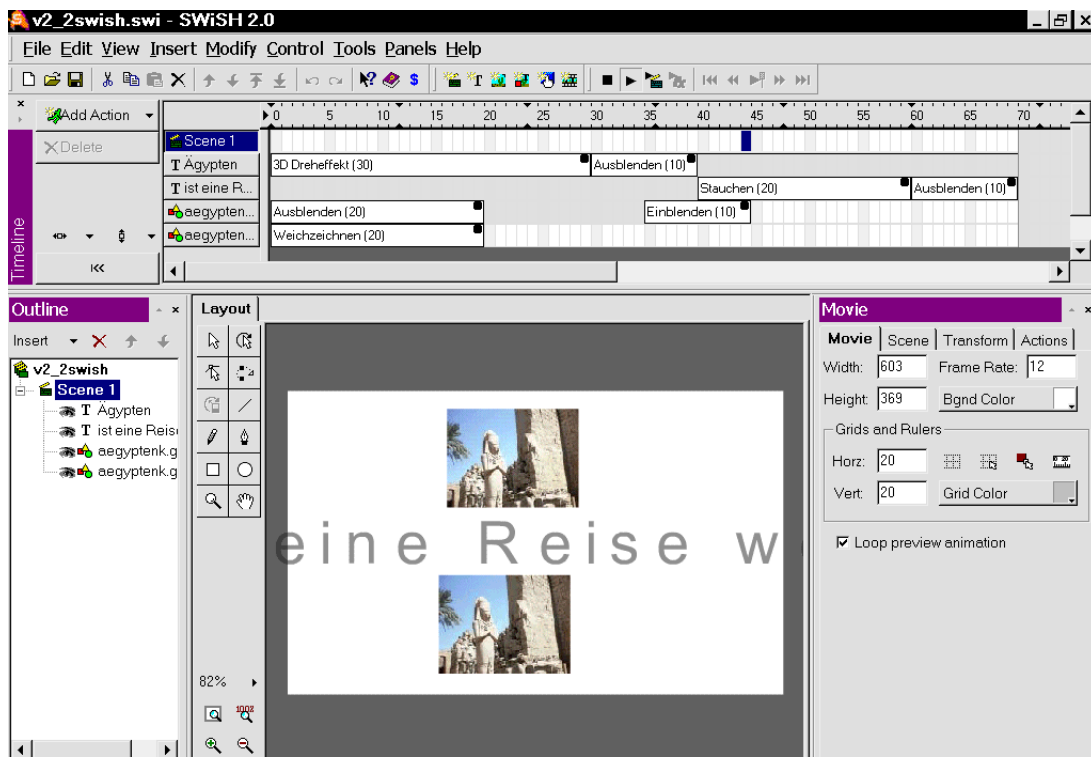 v2_2swish.swi - SWiSH 2.0
File Edit View Insert Modify Control Tools Panels Help
Add Action
0 5 10 15 20 25 30 35 40 45 50 55 60 65 70 75
Delete
Scene 1
T Ägypten
3D Dreheffekt (30) Ausblenden (10)
T ist eine R...
Stauchen (20) Ausblenden (10)
aegypten...
Ausblenden (20) Einblenden (10)
aegypten...
Weichzeichnen (20)
Timeline
Outline
Insert
v2_2swish
Scene 1
T Ägypten
T ist eine Reis
aegyptenk.g
aegyptenk.g
Layout
eine Reise w
82%
100%
Movie
Movie Scene Transform Actions
Width: 603 Frame Rate: 12
Height: 369 Bgnd Color
Grids and Rulers
Horz: 20
Vert: 20 Grid Color
Loop preview animation